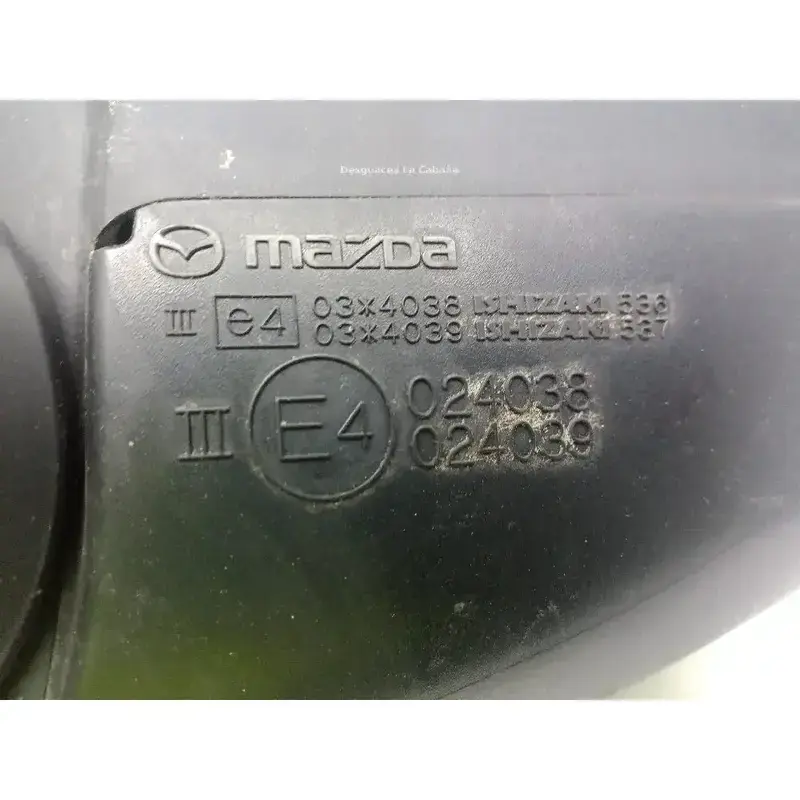 Desguaces La Cabaña
mazda
III e4 03*4038 ISHIZAKI 536
03*4039 ISHIZAKI 537
III E4 024038
024039